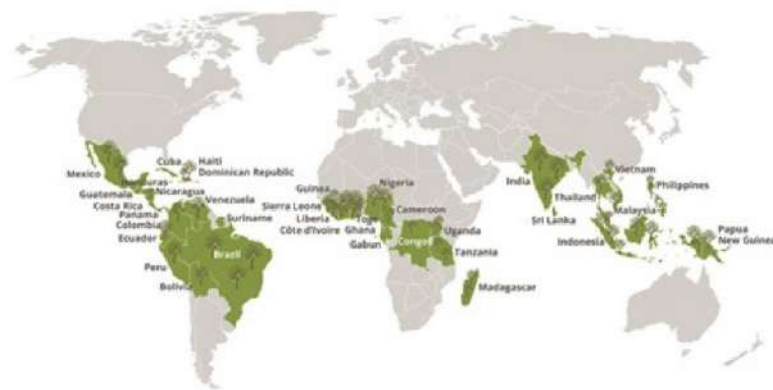 Mexico
Cuba
Haiti
Dominican Republic
Honduras
Guatemala
Nicaragua
Costa Rica
Panama
Venezuela
Colombia
Suriname
Ecuador
Brazil
Peru
Bolivia
Guinea
Nigeria
Sierra Leone
Liberia
Togo
Cameroon
Côte d'Ivoire
Ghana
Gabun
Congo
Uganda
Tanzania
Madagascar
India
Sri Lanka
Thailand
Vietnam
Philippines
Malaysia
Indonesia
Papua
New Guinea